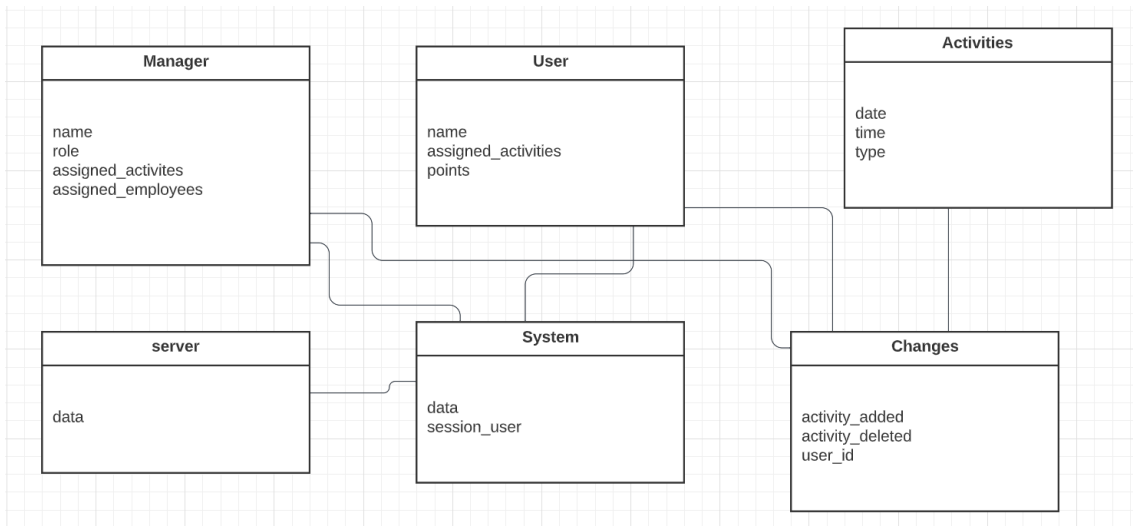 Manager
name
role
assigned_activites
assigned_employees
User
name
assigned_activities
points
Activities
date
time
type
server
data
System
data
session_user
Changes
activity_added
activity_deleted
user_id